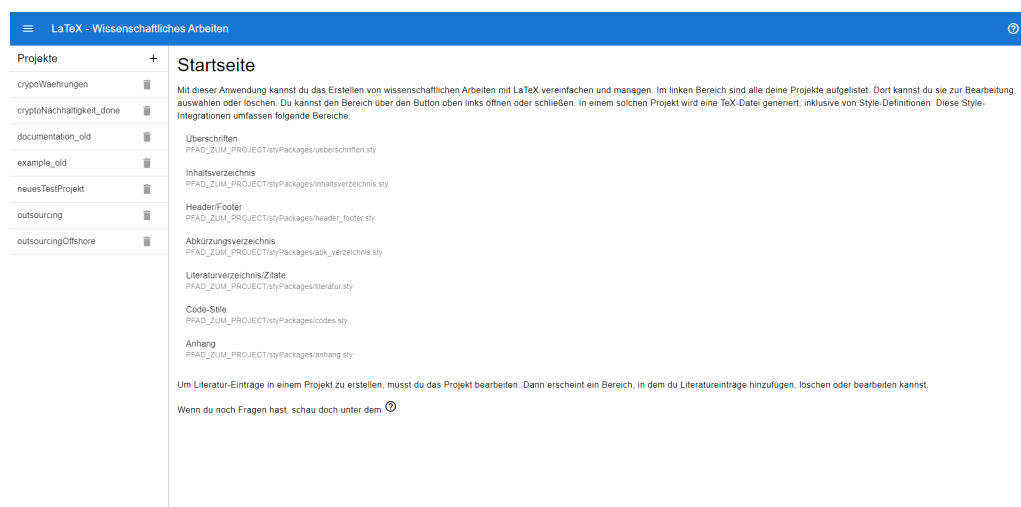 LaTeX - Wissenschaftliches Arbeiten
Projekte
crypoWaehrungen
cryptoNachhaltigkeit_done
documentation_old
example_old
neuesTestProjekt
outsourcing
outsourcingOffshore
Startseite
Mit dieser Anwendung kannst du das Erstellen von wissenschaftlichen Arbeiten mit LaTeX vereinfachen und managen. Im linken Bereich sind alle deine Projekte aufgelistet. Dort kannst du sie zur Bearbeitung
auswählen oder löschen. Du kannst den Bereich über den Button oben links öffnen oder schließen. In einem solchen Projekt wird eine TeX-Datei generiert, inklusive von Style-Definitionen. Diese Style-
Integrationen umfassen folgende Bereiche:
Überschriften
PFAD_ZUM_PROJECT/styPackages/ueberschriften.sty
Inhaltsverzeichnis
PFAD_ZUM_PROJECT/styPackages/inhaltsverzeichnis.sty
Header/Footer
PFAD_ZUM_PROJECT/styPackages/header_footer.sty
Abkürzungsverzeichnis
PFAD_ZUM_PROJECT/styPackages/abk_verzeichnis.sty
Literaturverzeichnis/Zitate
PFAD_ZUM_PROJECT/styPackages/literatur.sty
Code-Stile
PFAD_ZUM_PROJECT/styPackages/codes.sty
Anhang
PFAD_ZUM_PROJECT/styPackages/anhang.sty
Um Literatur-Einträge in einem Projekt zu erstellen, musst du das Projekt bearbeiten. Dann erscheint ein Bereich, in dem du Literatureinträge hinzufügen, löschen oder bearbeiten kannst.
Wenn du noch Fragen hast, schau doch unter dem